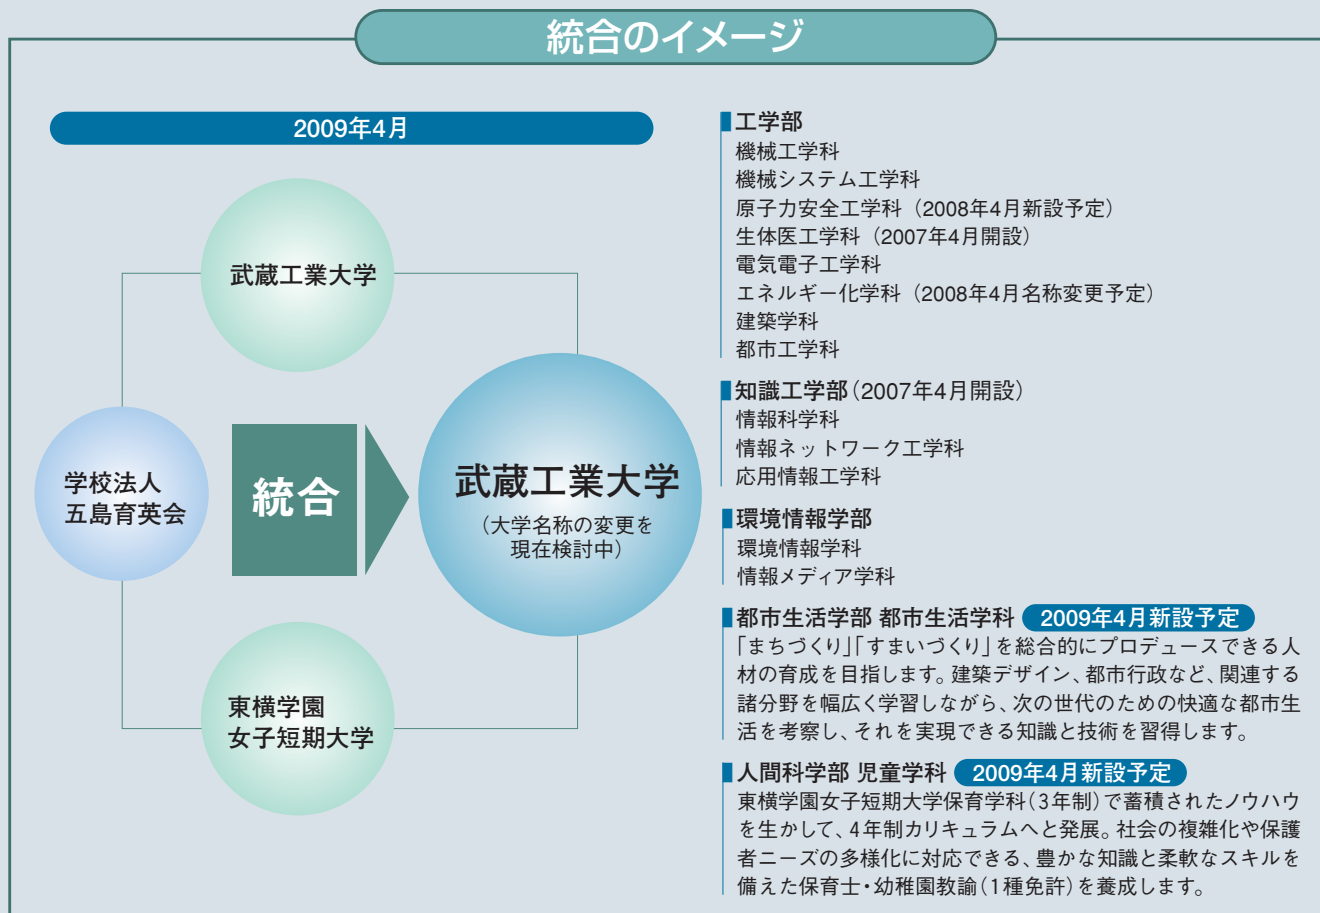 統合のイメージ
2009年4月
武蔵工業大学
学校法人
五島育英会
統合
武蔵工業大学
（大学名称の変更を
現在検討中）
東横学園
女子短期大学
工学部
機械工学科
機械システム工学科
原子力安全工学科（2008年4月新設予定）
生体医工学科（2007年4月開設）
電気電子工学科
エネルギー化学科（2008年4月名称変更予定）
建築学科
都市工学科
知識工学部（2007年4月開設）
情報科学科
情報ネットワーク工学科
応用情報工学科
環境情報学部
環境情報学科
情報メディア学科
都市生活学部 都市生活学科 2009年4月新設予定
「まちづくり」「すまいづくり」を総合的にプロデュースできる人
材の育成を目指します。建築デザイン、都市行政など、関連する
諸分野を幅広く学習しながら、次の世代のための快適な都市生
活を考察し、それを実現できる知識と技術を習得します。
人間科学部 児童学科 2009年4月新設予定
東横学園女子短期大学保育学科（3年制）で蓄積されたノウハウ
を生かして、4年制カリキュラムへと発展。社会の複雑化や保護
者ニーズの多様化に対応できる、豊かな知識と柔軟なスキルを
備えた保育士・幼稚園教諭（1種免許）を養成します。